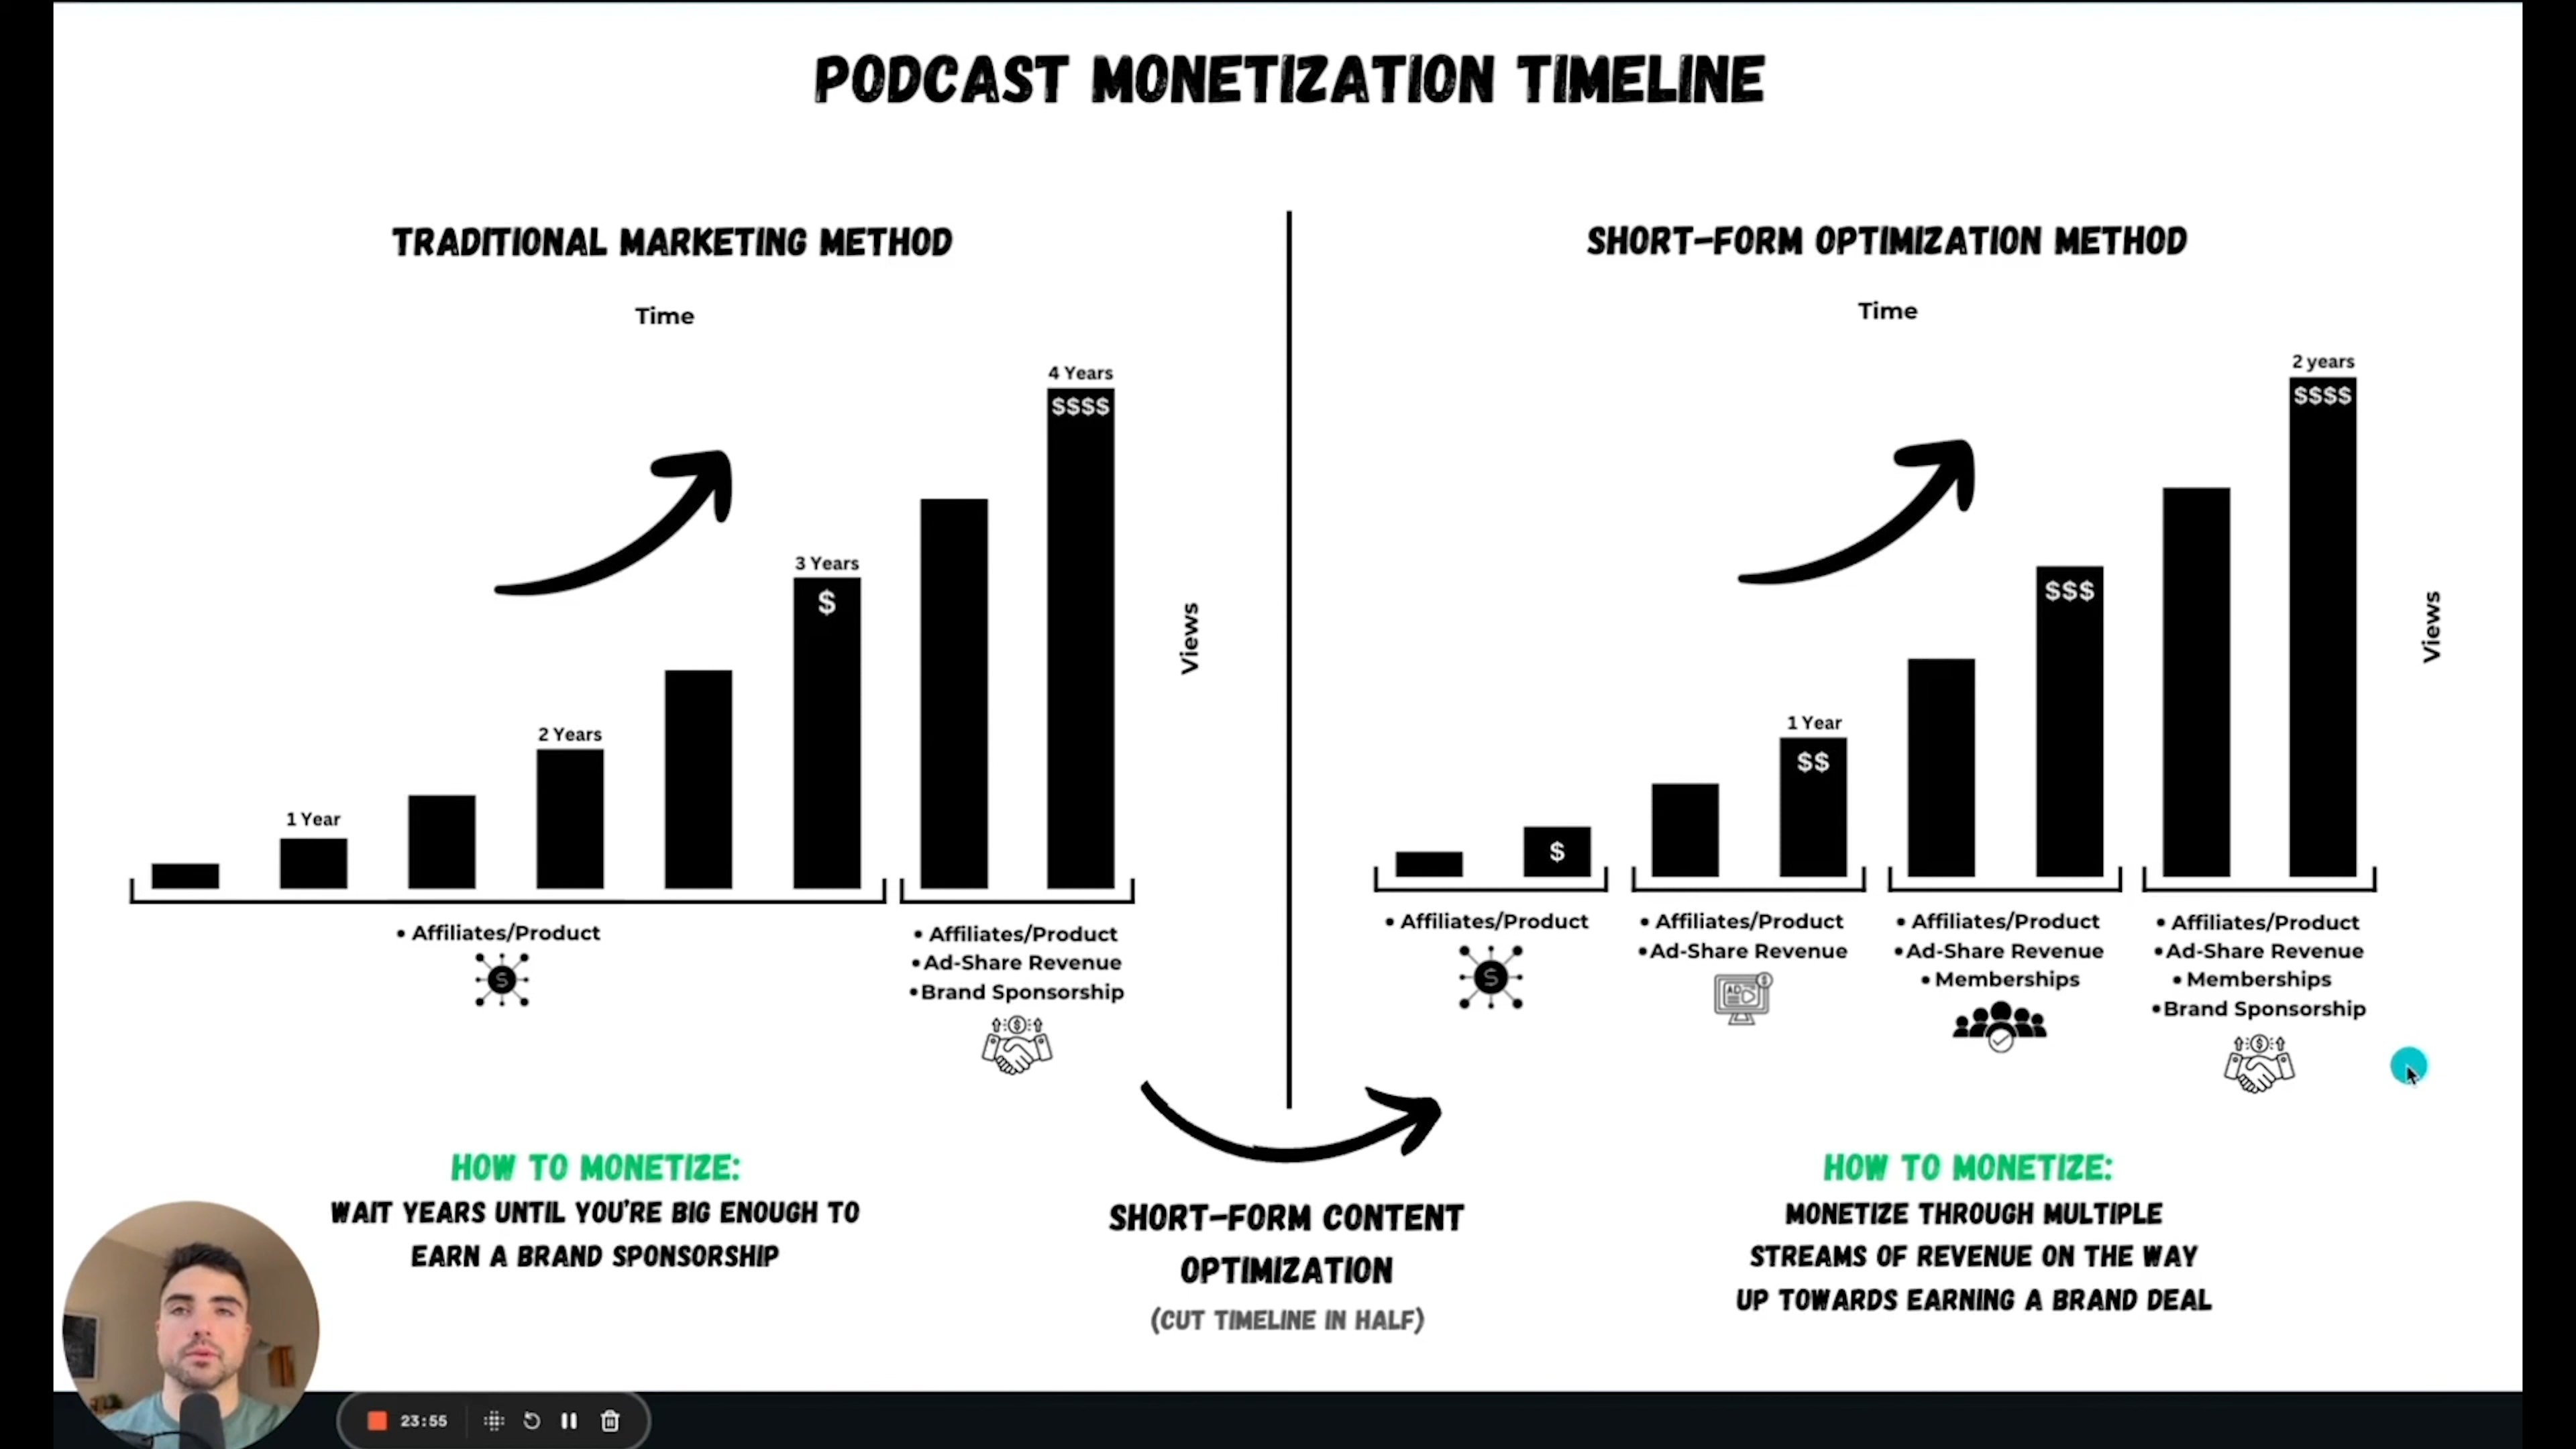 PODCAST MONETIZATION TIMELINE
TRADITIONAL MARKETING METHOD
Time
4 Years
$$$$
3 Years
$
2 Years
1 Year
Views
• Affiliates/Product
• Affiliates/Product
• Ad-Share Revenue
• Brand Sponsorship
HOW TO MONETIZE:
WAIT YEARS UNTIL YOU'RE BIG ENOUGH TO
EARN A BRAND SPONSORSHIP
SHORT-FORM CONTENT
OPTIMIZATION
(CUT TIMELINE IN HALF)
SHORT-FORM OPTIMIZATION METHOD
Time
2 years
$$$$
$$$
1 Year
$$
$
Views
• Affiliates/Product
• Affiliates/Product
• Ad-Share Revenue
• Affiliates/Product
• Ad-Share Revenue
• Memberships
• Affiliates/Product
• Ad-Share Revenue
• Memberships
• Brand Sponsorship
HOW TO MONETIZE:
MONETIZE THROUGH MULTIPLE
STREAMS OF REVENUE ON THE WAY
UP TOWARDS EARNING A BRAND DEAL
$
$
AD
$
$
$
23:55